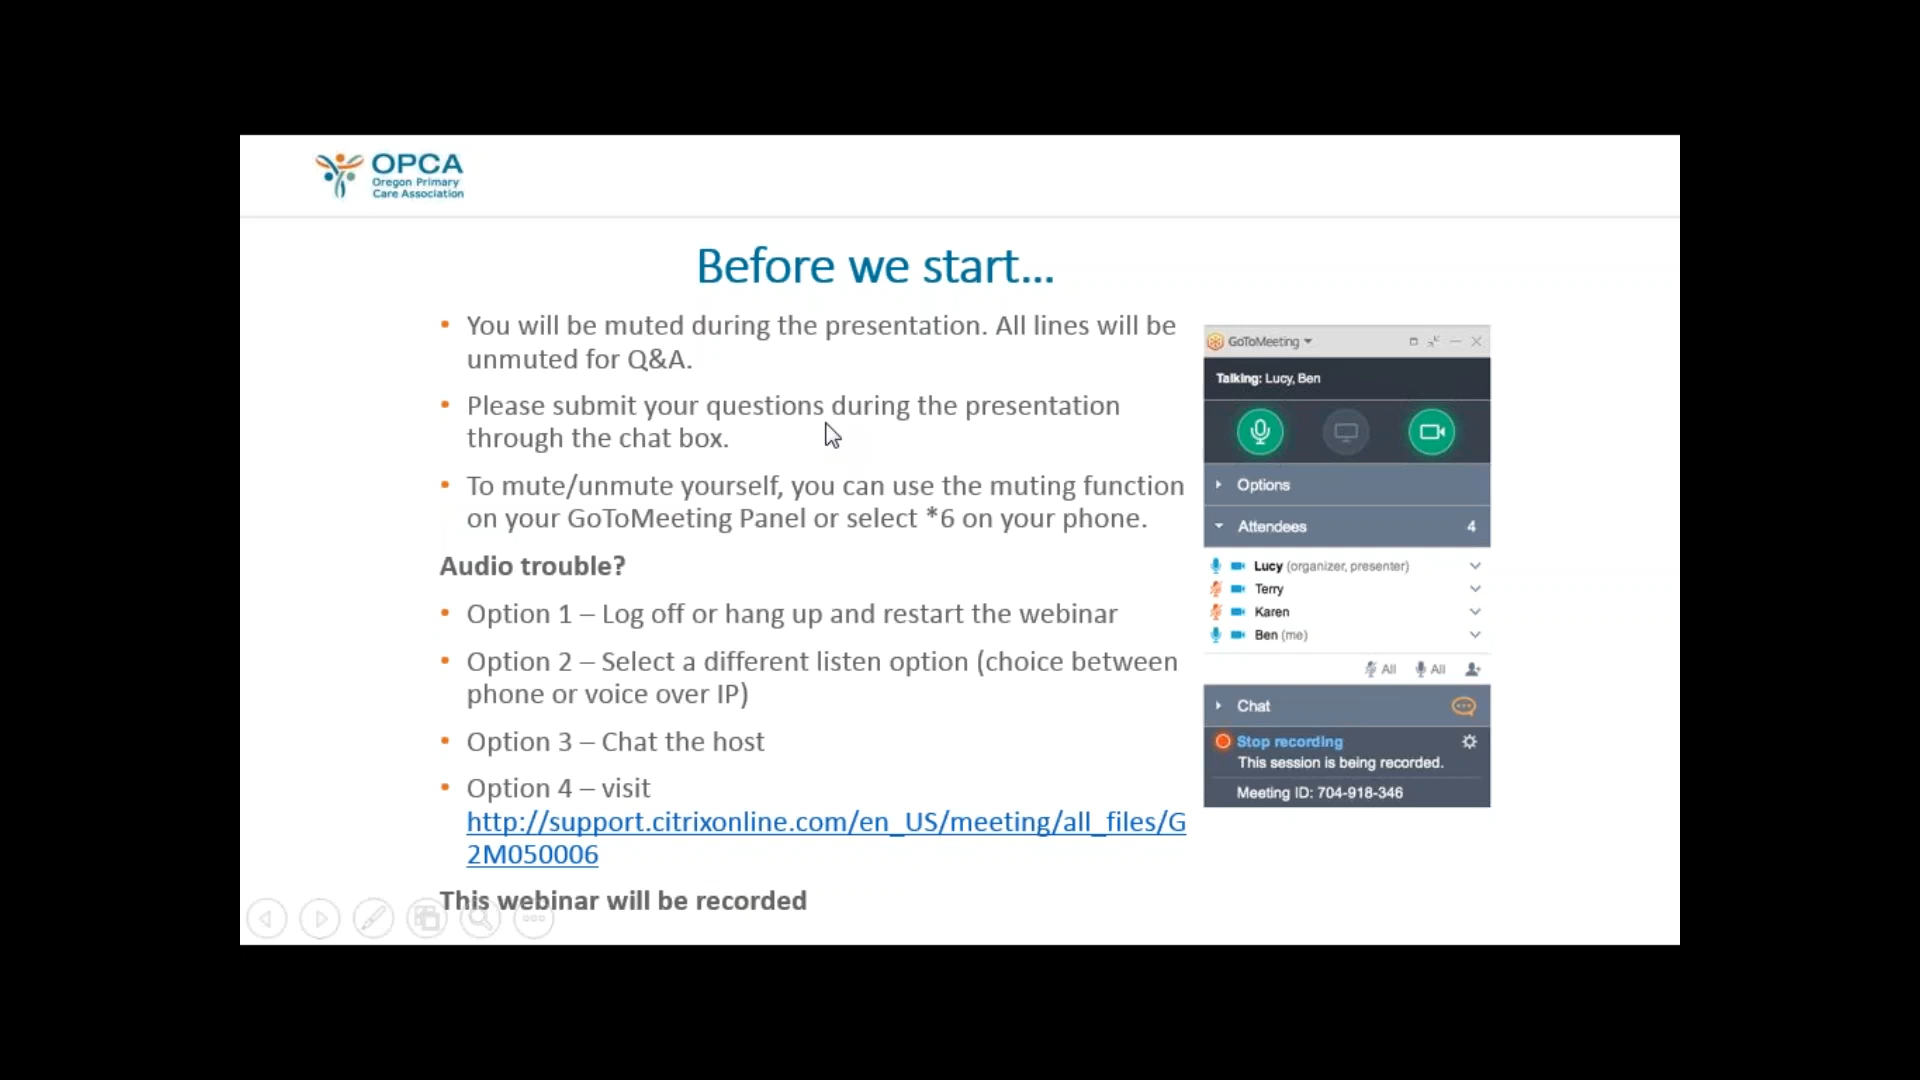 OPCA
Oregon Primary
Care Association
Before we start...
• You will be muted during the presentation. All lines will be
unmuted for Q&A.
• Please submit your questions during the presentation
through the chat box.
• To mute/unmute yourself, you can use the muting function
on your GoToMeeting Panel or select *6 on your phone.
Audio trouble?
• Option 1 – Log off or hang up and restart the webinar
• Option 2 – Select a different listen option (choice between
phone or voice over IP)
• Option 3 – Chat the host
• Option 4 – visit
http://support.citrixonline.com/en_US/meeting/all_files/G
2M050006
This webinar will be recorded
GoToMeeting
Talking: Lucy, Ben
Options
Attendees 4
Lucy (organizer, presenter)
Terry
Karen
Ben (me)
All All
Chat
Stop recording
This session is being recorded.
Meeting ID: 704-918-346